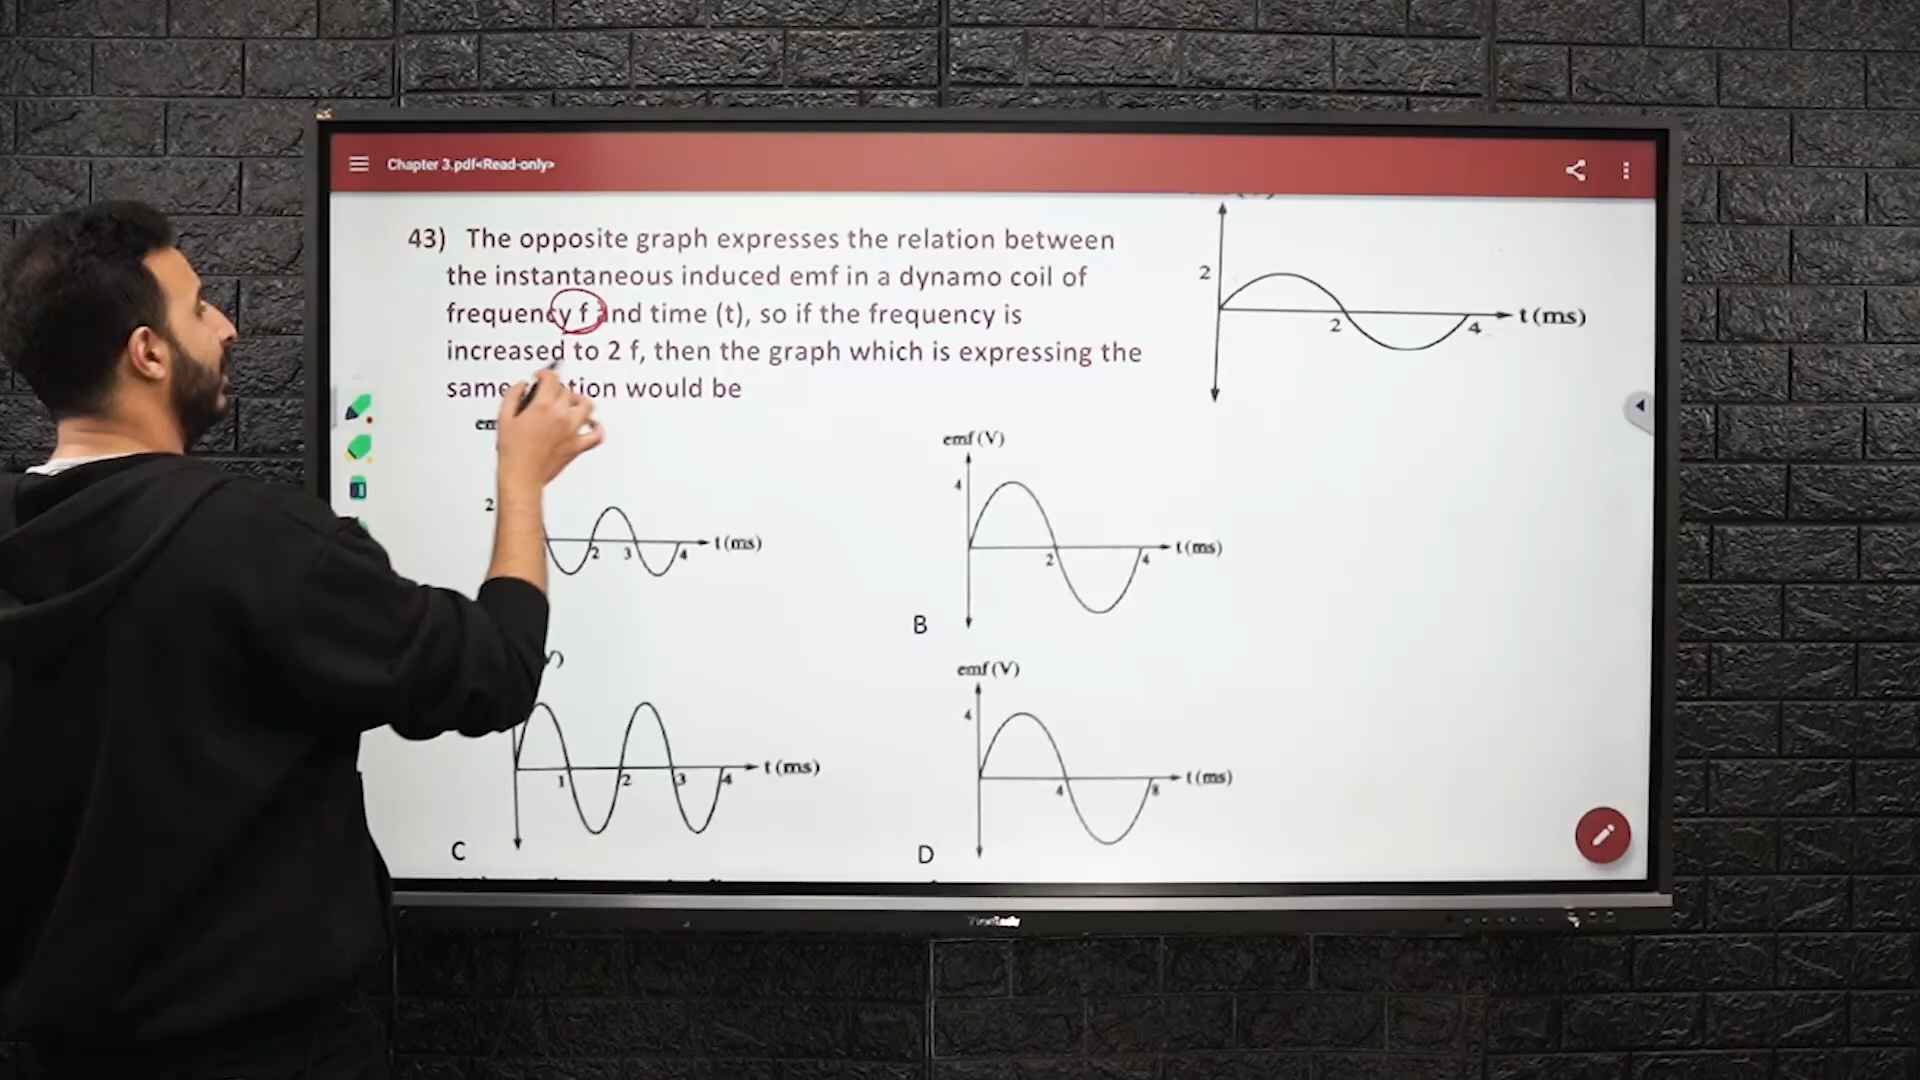 Chapter 3.pdf<Read-only>
43) The opposite graph expresses the relation between
the instantaneous induced emf in a dynamo coil of
frequency f and time (t), so if the frequency is
increased to 2 f, then the graph which is expressing the
same would be
2
2
4
t (ms)
2
2
3
4
t (ms)
emf (V)
4
2
4
t (ms)
B
1
2
3
4
t (ms)
C
emf (V)
4
4
8
t (ms)
D
ViewSonic